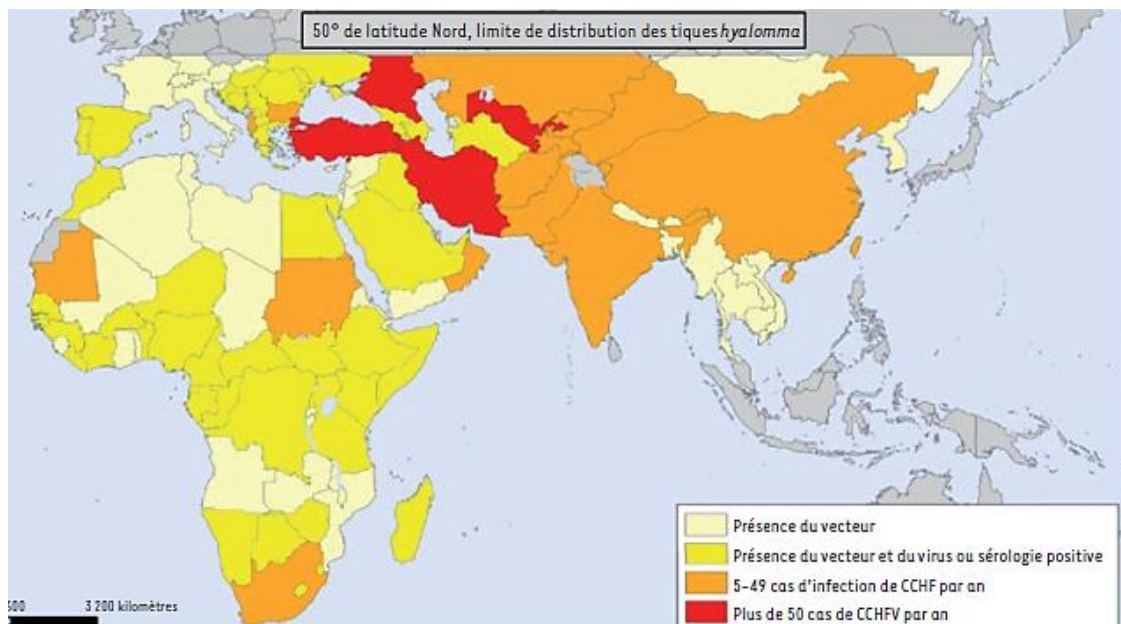 50° de latitude Nord, limite de distribution des tiques hyalomma
Présence du vecteur
Présence du vecteur et du virus ou sérologie positive
5-49 cas d'infection de CCHF par an
Plus de 50 cas de CCHFV par an
3 200 kilomètres